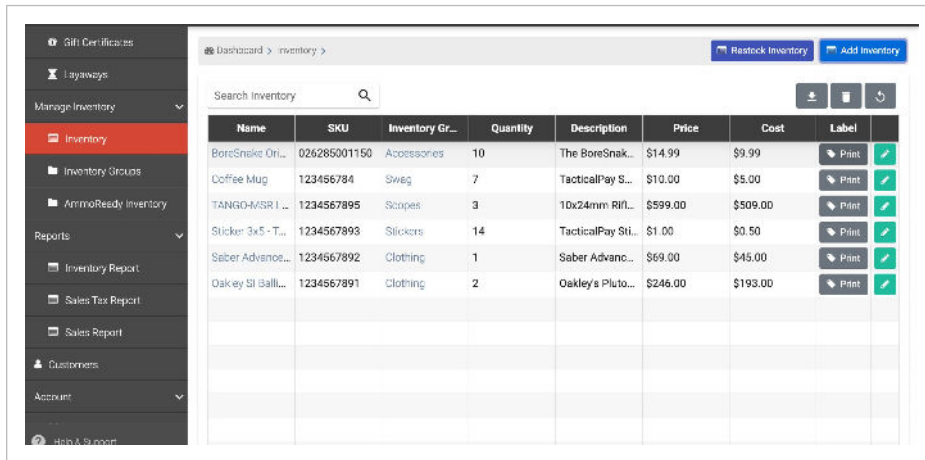 Gift Certificates
Layaways
Manage Inventory
Inventory
Inventory Groups
AmmoReady Inventory
Reports
Inventory Report
Sales Tax Report
Sales Report
Customers
Account
Help & Support
Dashboard > Inventory >
Restock Inventory Add Inventory
Search Inventory
Name SKU Inventory Gr... Quantity Description Price Cost Label
BoreSnake Ori... 026285001150 Accessories 10 The BoreSnak... $14.99 $9.99 Print
Coffee Mug 123456784 Swag 7 TacticalPay S... $10.00 $5.00 Print
TANGO-MSR L... 1234567895 Scopes 3 10x24mm Rifl... $599.00 $509.00 Print
Sticker 3x5 - T... 1234567893 Stickers 14 TacticalPay Sti... $1.00 $0.50 Print
Saber Advance... 1234567892 Clothing 1 Saber Advanc... $69.00 $45.00 Print
Oakley SI Balli... 1234567891 Clothing 2 Oakley's Pluto... $246.00 $193.00 Print